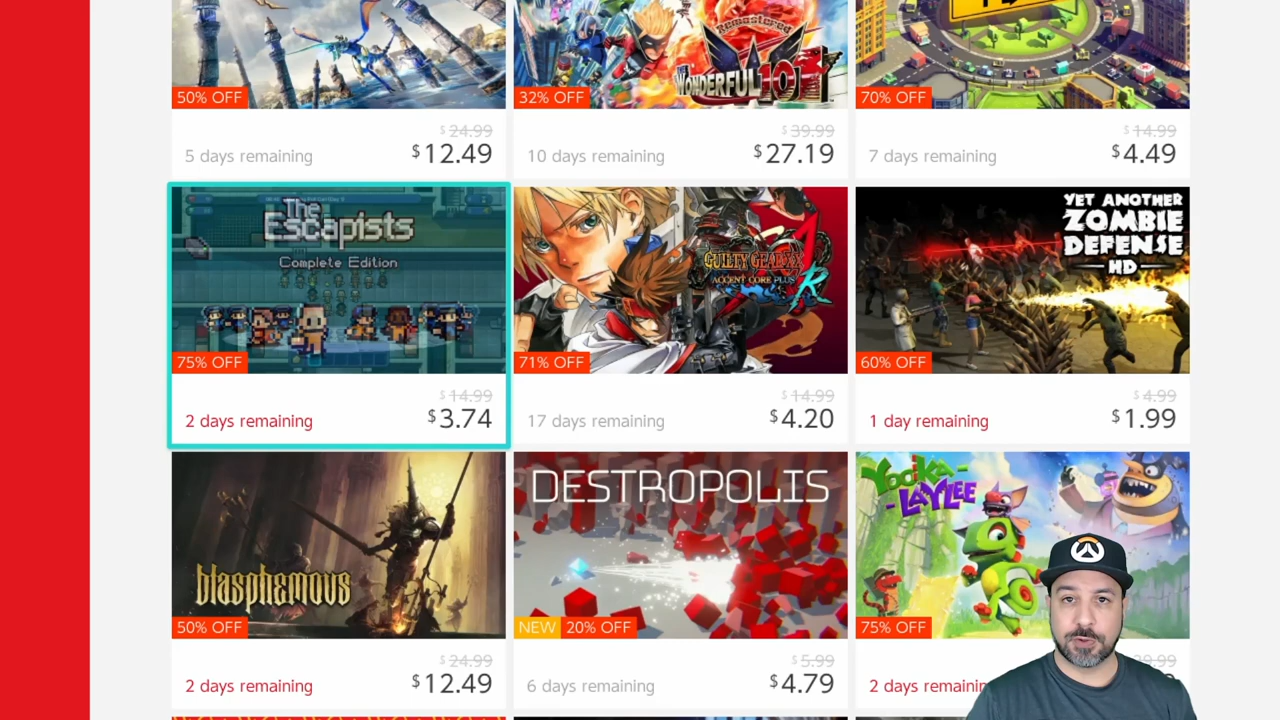 50% OFF
$24.99
5 days remaining
$12.49
Remastered
THE WONDERFUL 101
32% OFF
$39.99
10 days remaining
$27.19
70% OFF
$14.99
7 days remaining
$4.49
The
Escapists
Complete Edition
75% OFF
$14.99
2 days remaining
$3.74
GUILTY GEAR XX
ACCENT CORE PLUS R
71% OFF
$14.99
17 days remaining
$4.20
YET ANOTHER
ZOMBIE
DEFENSE
HD
60% OFF
$4.99
1 day remaining
$1.99
blasphemous
50% OFF
$24.99
2 days remaining
$12.49
DESTROPOLIS
NEW 20% OFF
$5.99
6 days remaining
$4.79
Yooka-
-LAYLEE
75% OFF
2 days remainin